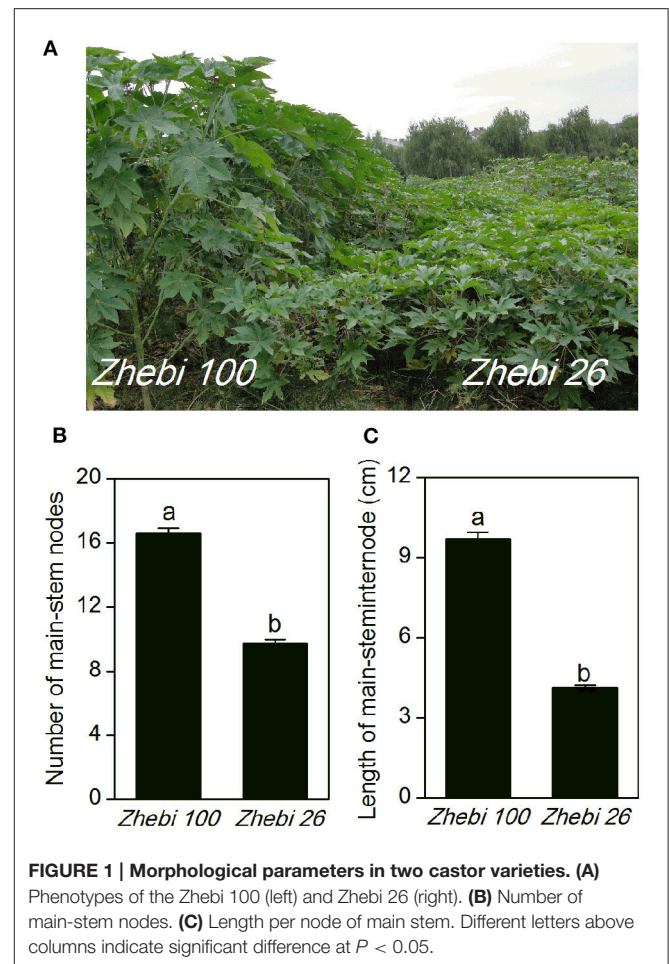 A
Zhebi 100 Zhebi 26
B
20
16
12
8
4
0
Number of main-stem nodes
a
b
Zhebi 100 Zhebi 26
C
12
9
6
3
0
Length of main-steminternode (cm)
a
b
Zhebi 100 Zhebi 26
FIGURE 1 | Morphological parameters in two castor varieties. (A)
Phenotypes of the Zhebi 100 (left) and Zhebi 26 (right). (B) Number of
main-stem nodes. (C) Length per node of main stem. Different letters above
columns indicate significant difference at P < 0.05.